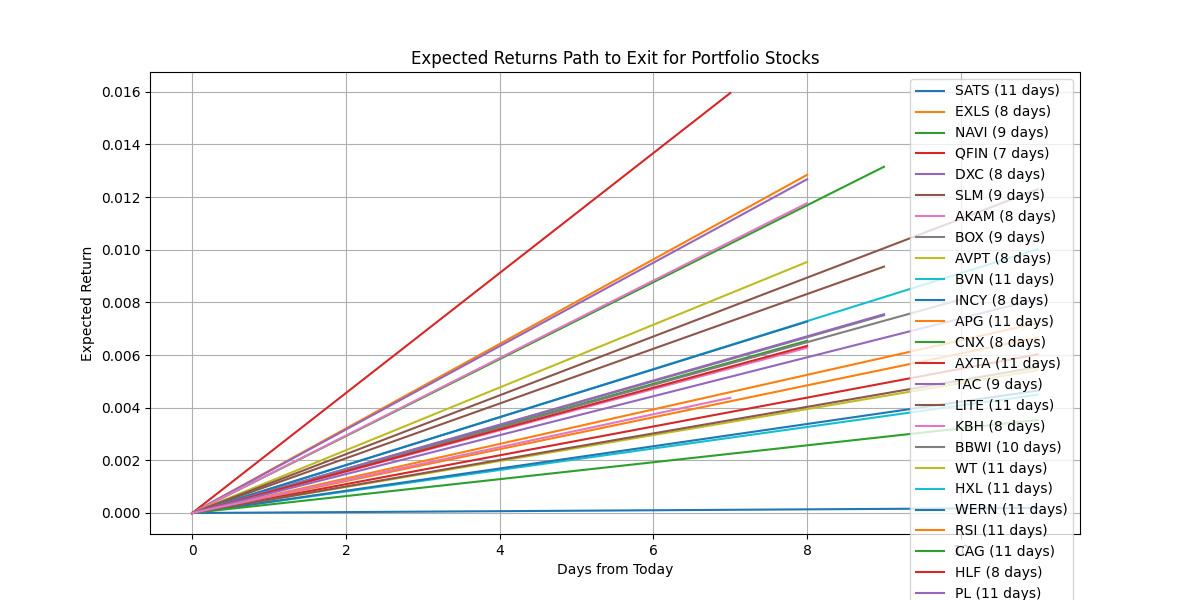 Expected Returns Path to Exit for Portfolio Stocks
Expected Return
0.016
0.014
0.012
0.010
0.008
0.006
0.004
0.002
0.000
0
2
4
6
8
Days from Today
SATS (11 days)
EXLS (8 days)
NAVI (9 days)
QFIN (7 days)
DXC (8 days)
SLM (9 days)
AKAM (8 days)
BOX (9 days)
AVPT (8 days)
BVN (11 days)
INCY (8 days)
APG (11 days)
CNX (8 days)
AXTA (11 days)
TAC (9 days)
LITE (11 days)
KBH (8 days)
BBWI (10 days)
WT (11 days)
HXL (11 days)
WERN (11 days)
RSI (11 days)
CAG (11 days)
HLF (8 days)
PL (11 days)